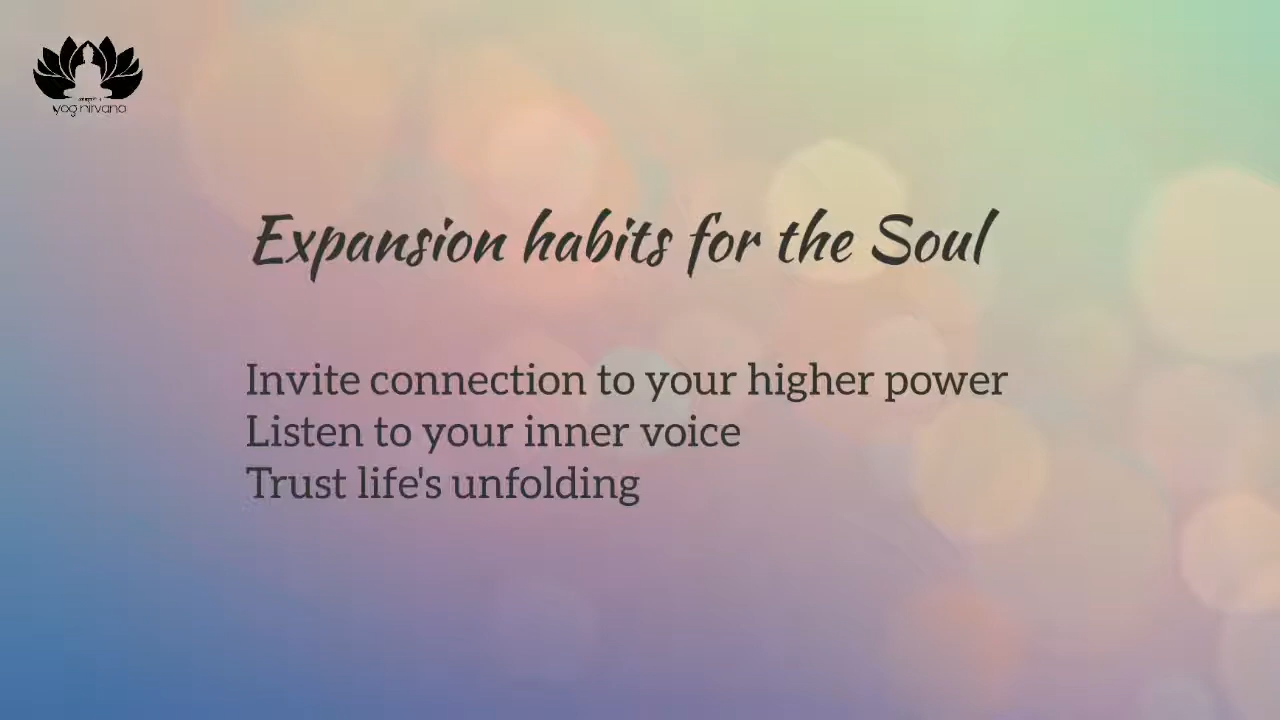 yog nirvana
Expansion habits for the Soul
Invite connection to your higher power
Listen to your inner voice
Trust life's unfolding